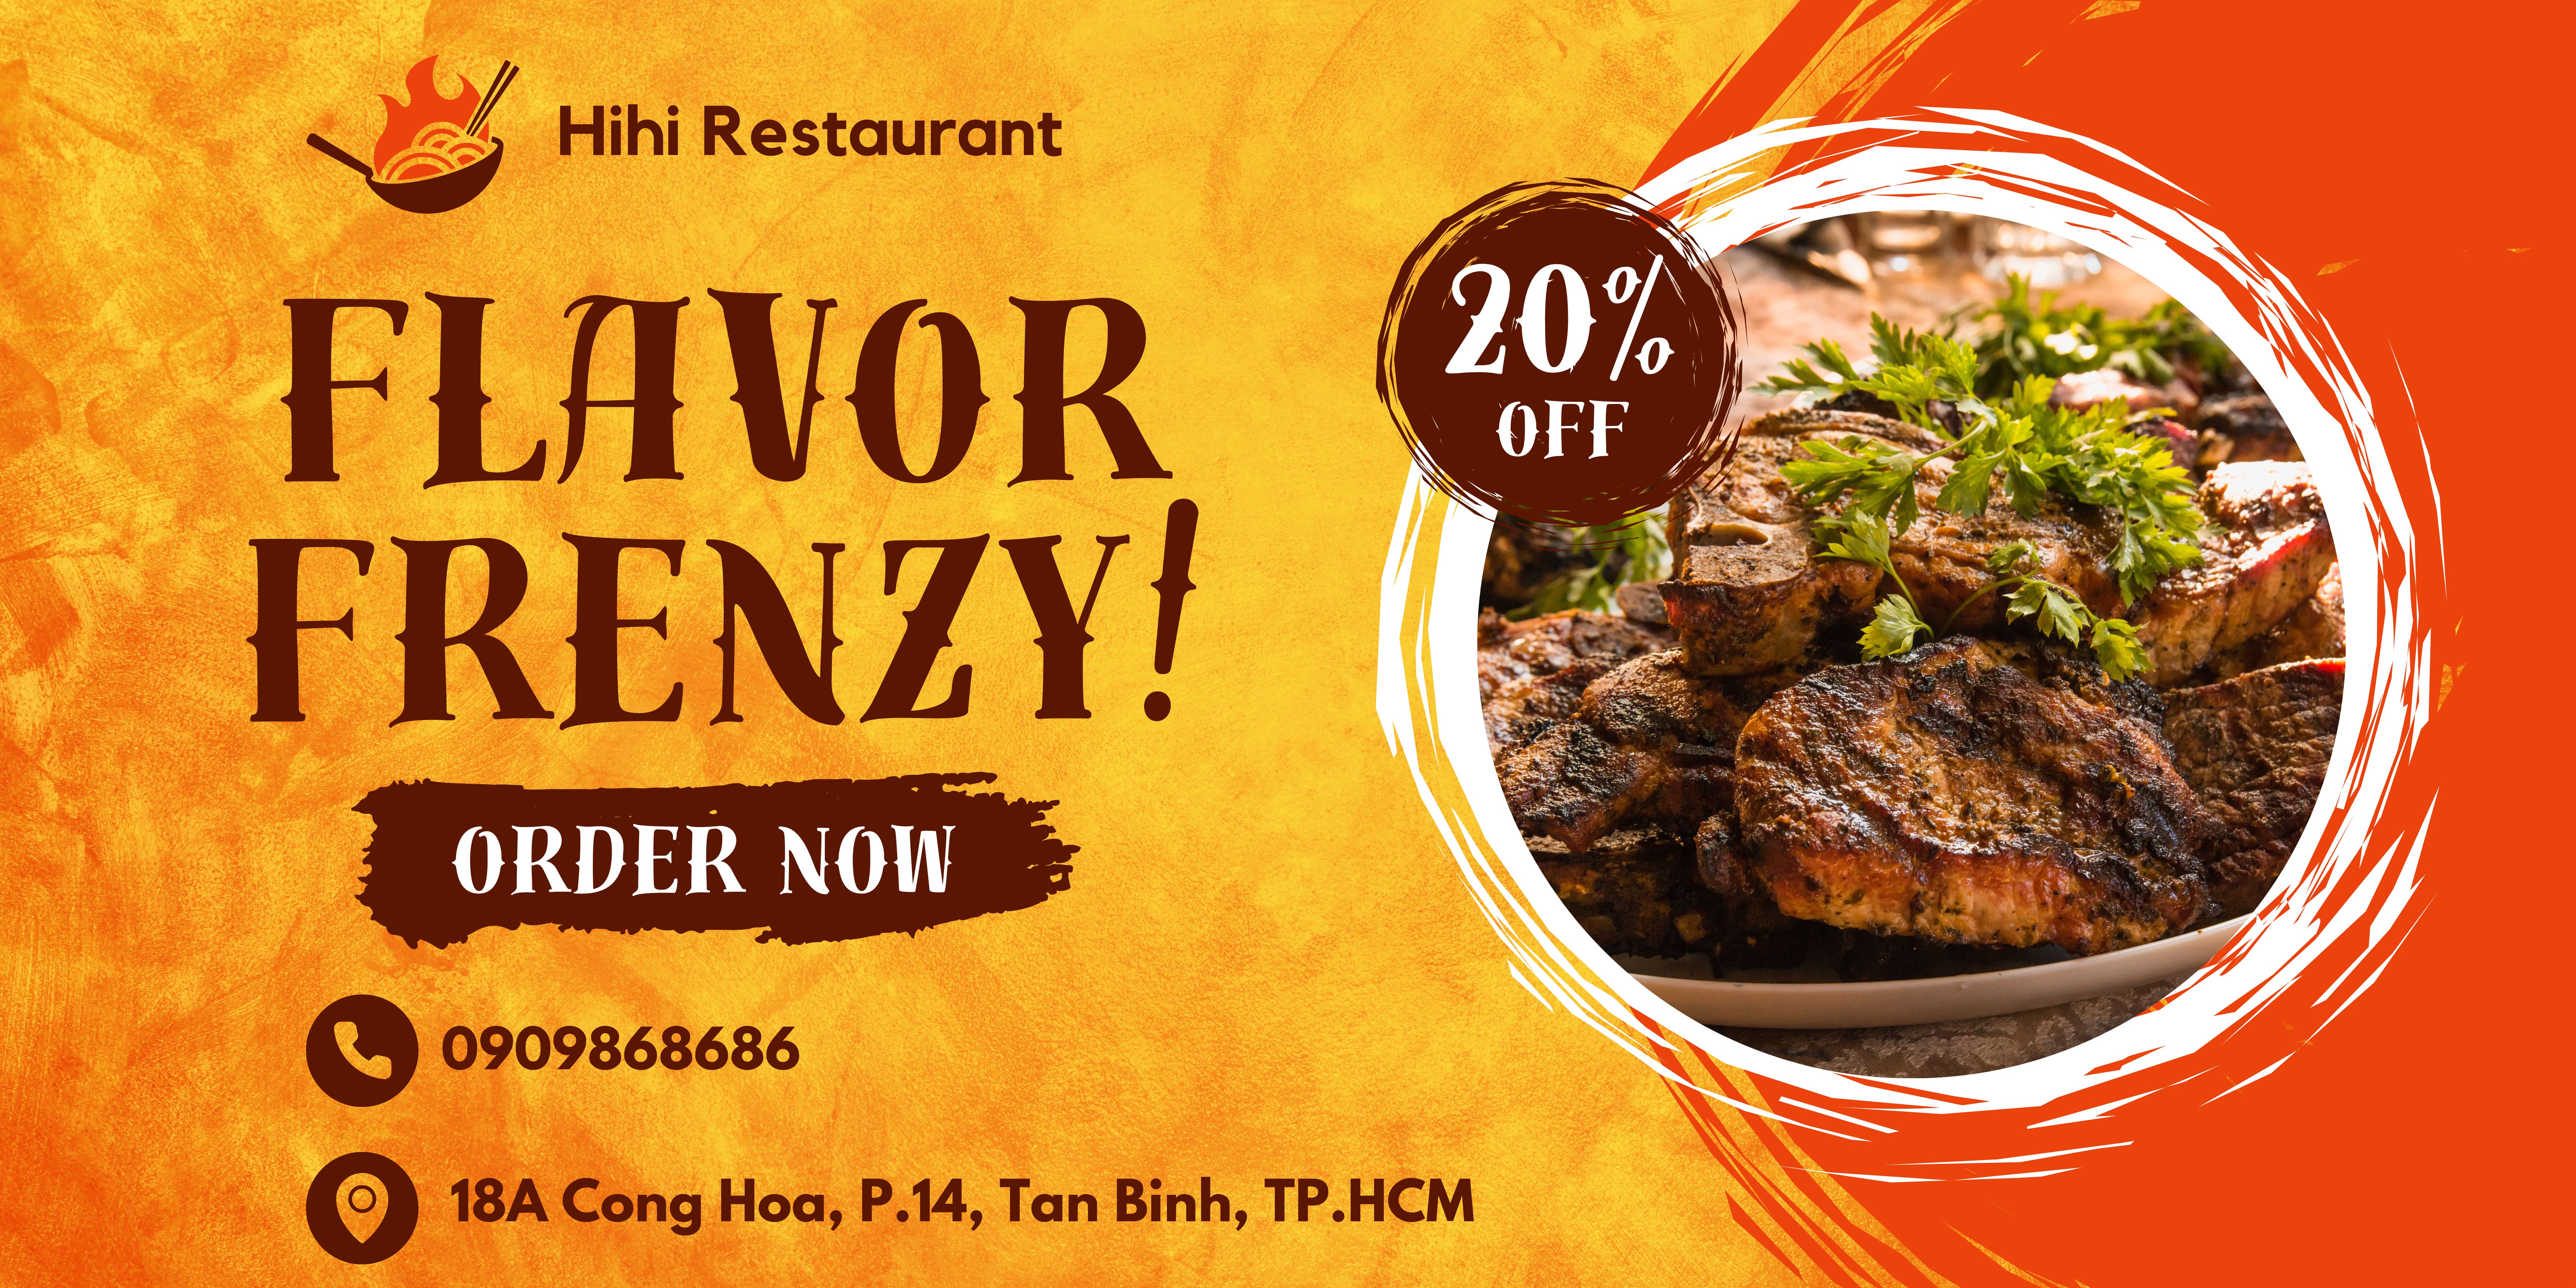 Hihi Restaurant
FLAVOR
FRENZY!
20%
OFF
ORDER NOW
0909868686
18A Cong Hoa, P.14, Tan Binh, TP.HCM